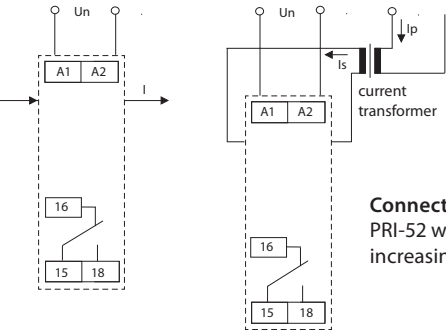 Un
A1 A2
I
16
15 18
Un
Ip
Is
current
transformer
A1 A2
16
15 18
Connect
PRI-52 w
increasin